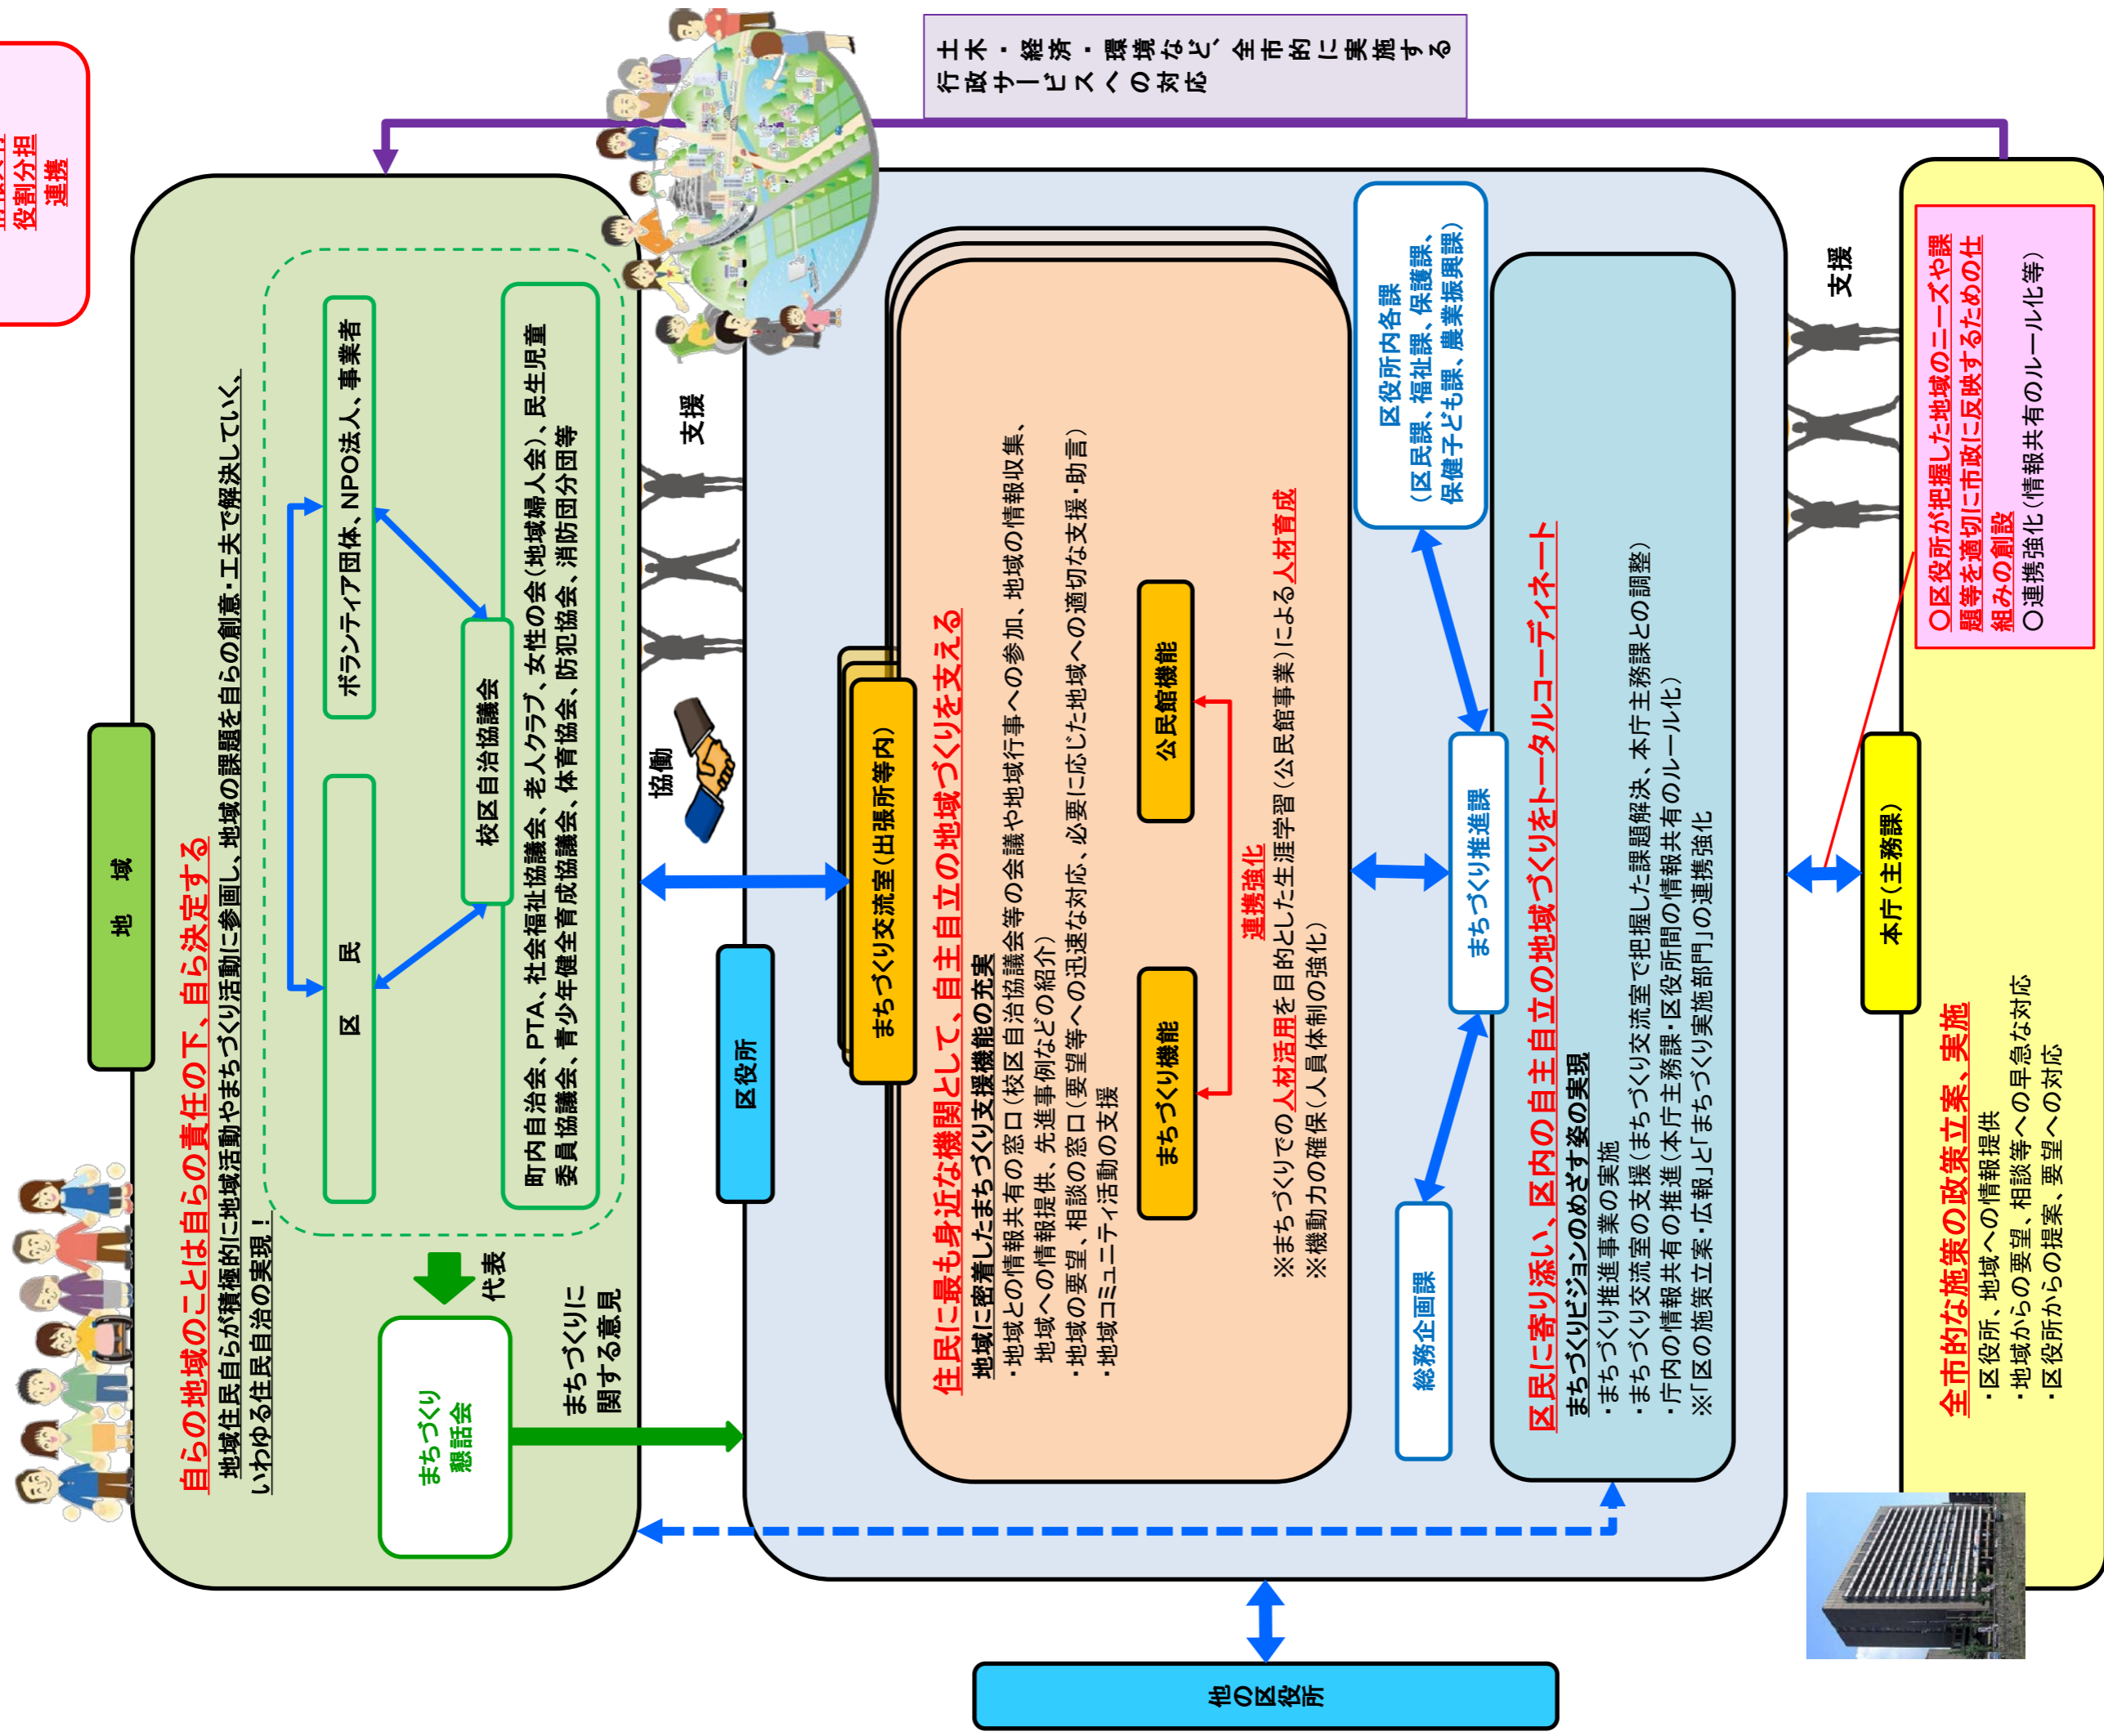 役割分担
連携
地　域
自らの地域のことは自らの責任の下、自ら決定する
地域住民自らが積極的に地域活動やまちづくり活動に参画し、地域の課題を自らの創意・工夫で解決していく、
いわゆる住民自治の実現！
区　民
ボランティア団体、NPO法人、事業者
校区自治協議会
町内自治会、PTA、社会福祉協議会、老人クラブ、女性の会(地域婦人会)、民生児童
委員協議会、青少年健全育成協議会、体育協会、防犯協会、消防団分団等
まちづくり
懇話会
代表
まちづくりに
関する意見
協働
支援
土木・経済・環境など、全市的に実施する
行政サービスへの対応
区役所
まちづくり交流室(出張所等内)
住民に最も身近な機関として、自主自立の地域づくりを支える
地域に密着したまちづくり支援機能の充実
・地域との情報共有の窓口(校区自治協議会等の会議や地域行事への参加、地域の情報収集、
地域への情報提供、先進事例などの紹介)
・地域の要望、相談の窓口(要望等への迅速な対応、必要に応じた地域への適切な支援・助言)
・地域コミュニティ活動の支援
まちづくり機能
公民館機能
連携強化
※まちづくりでの人材活用を目的とした生涯学習(公民館事業)による人材育成
※機動力の確保(人員体制の強化)
総務企画課
まちづくり推進課
区役所内各課
(区民課、福祉課、保護課、
保健子ども課、農業振興課)
区民に寄り添い、区内の自主自立の地域づくりをトータルコーディネート
まちづくりビジョンのめざす姿の実現
・まちづくり推進事業の実施
・まちづくり交流室の支援(まちづくり交流室で把握した課題解決、本庁主務課との調整)
・庁内の情報共有の推進(本庁主務課・区役所間の情報共有のルール化)
※「区の施策立案・広報」と「まちづくり実施部門」の連携強化
他の区役所
支援
本庁(主務課)
全市的な施策の政策立案、実施
・区役所、地域への情報提供
・地域からの要望、相談等への早急な対応
・区役所からの提案、要望への対応
〇区役所が把握した地域のニーズや課
題等を適切に市政に反映するための仕
組みの創設
〇連携強化(情報共有のルール化等)